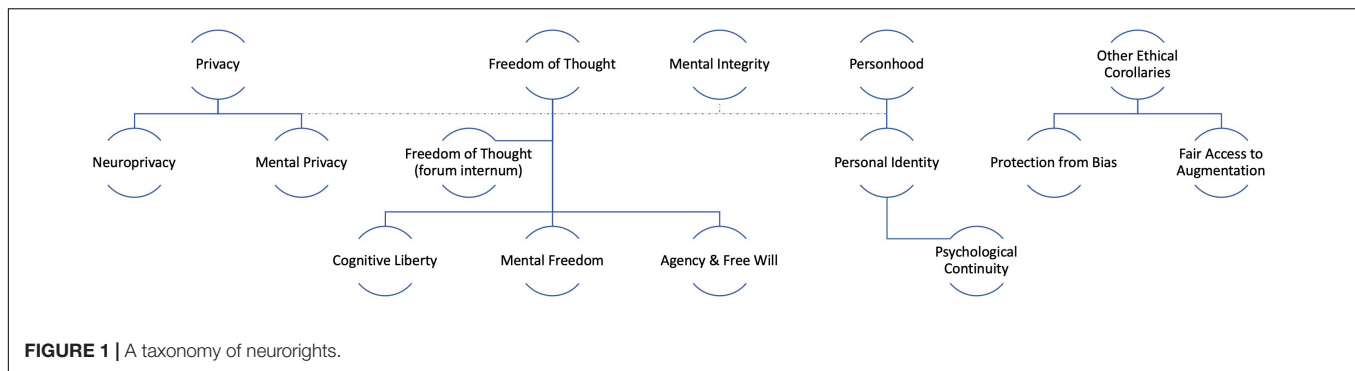 Privacy
Freedom of Thought
Mental Integrity
Personhood
Other Ethical
Corollaries
Neuroprivacy
Mental Privacy
Freedom of Thought
(forum internum)
Personal Identity
Protection from Bias
Fair Access to
Augmentation
Cognitive Liberty
Mental Freedom
Agency & Free Will
Psychological
Continuity
FIGURE 1 | A taxonomy of neurorights.